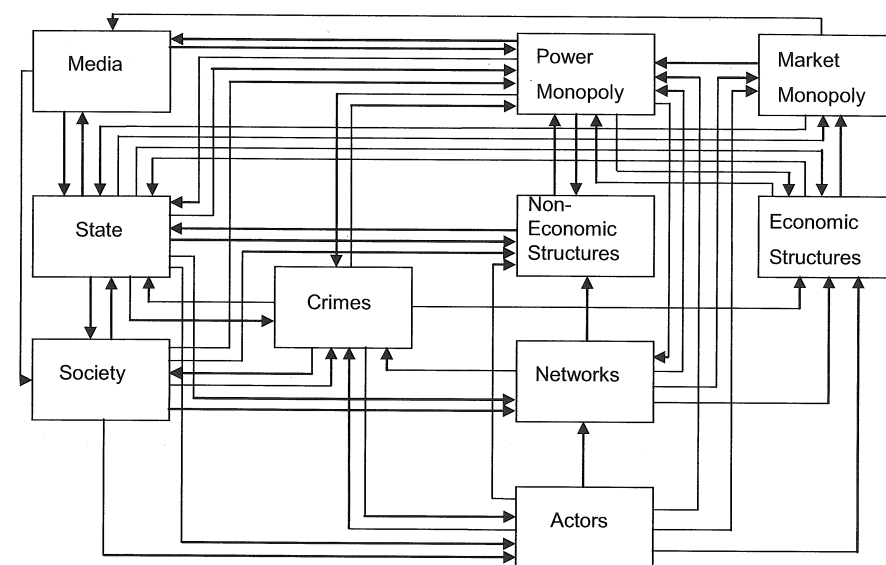 Media
Power
Monopoly
Market
Monopoly
State
Non-
Economic
Structures
Economic
Structures
Crimes
Society
Networks
Actors